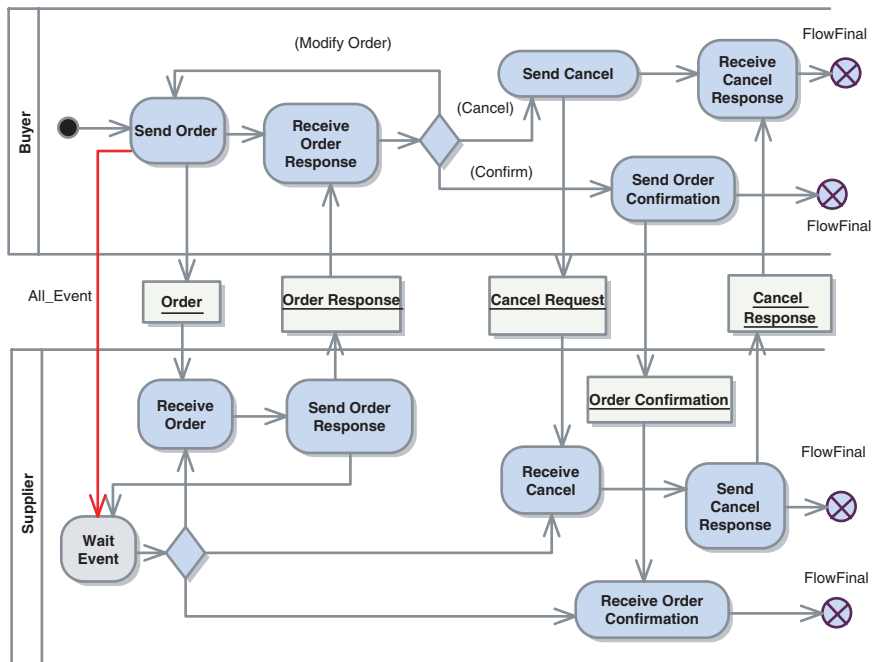 Buyer
(Modify Order)
FlowFinal
Send Cancel
Receive
Cancel
Response
(Cancel)
Send Order
Receive
Order
Response
(Confirm)
Send Order
Confirmation
FlowFinal
All_Event
Order
Order Response
Cancel Request
Cancel
Response
Supplier
Receive
Order
Send Order
Response
Order Confirmation
FlowFinal
Receive
Cancel
Send
Cancel
Response
Wait
Event
FlowFinal
Receive Order
Confirmation